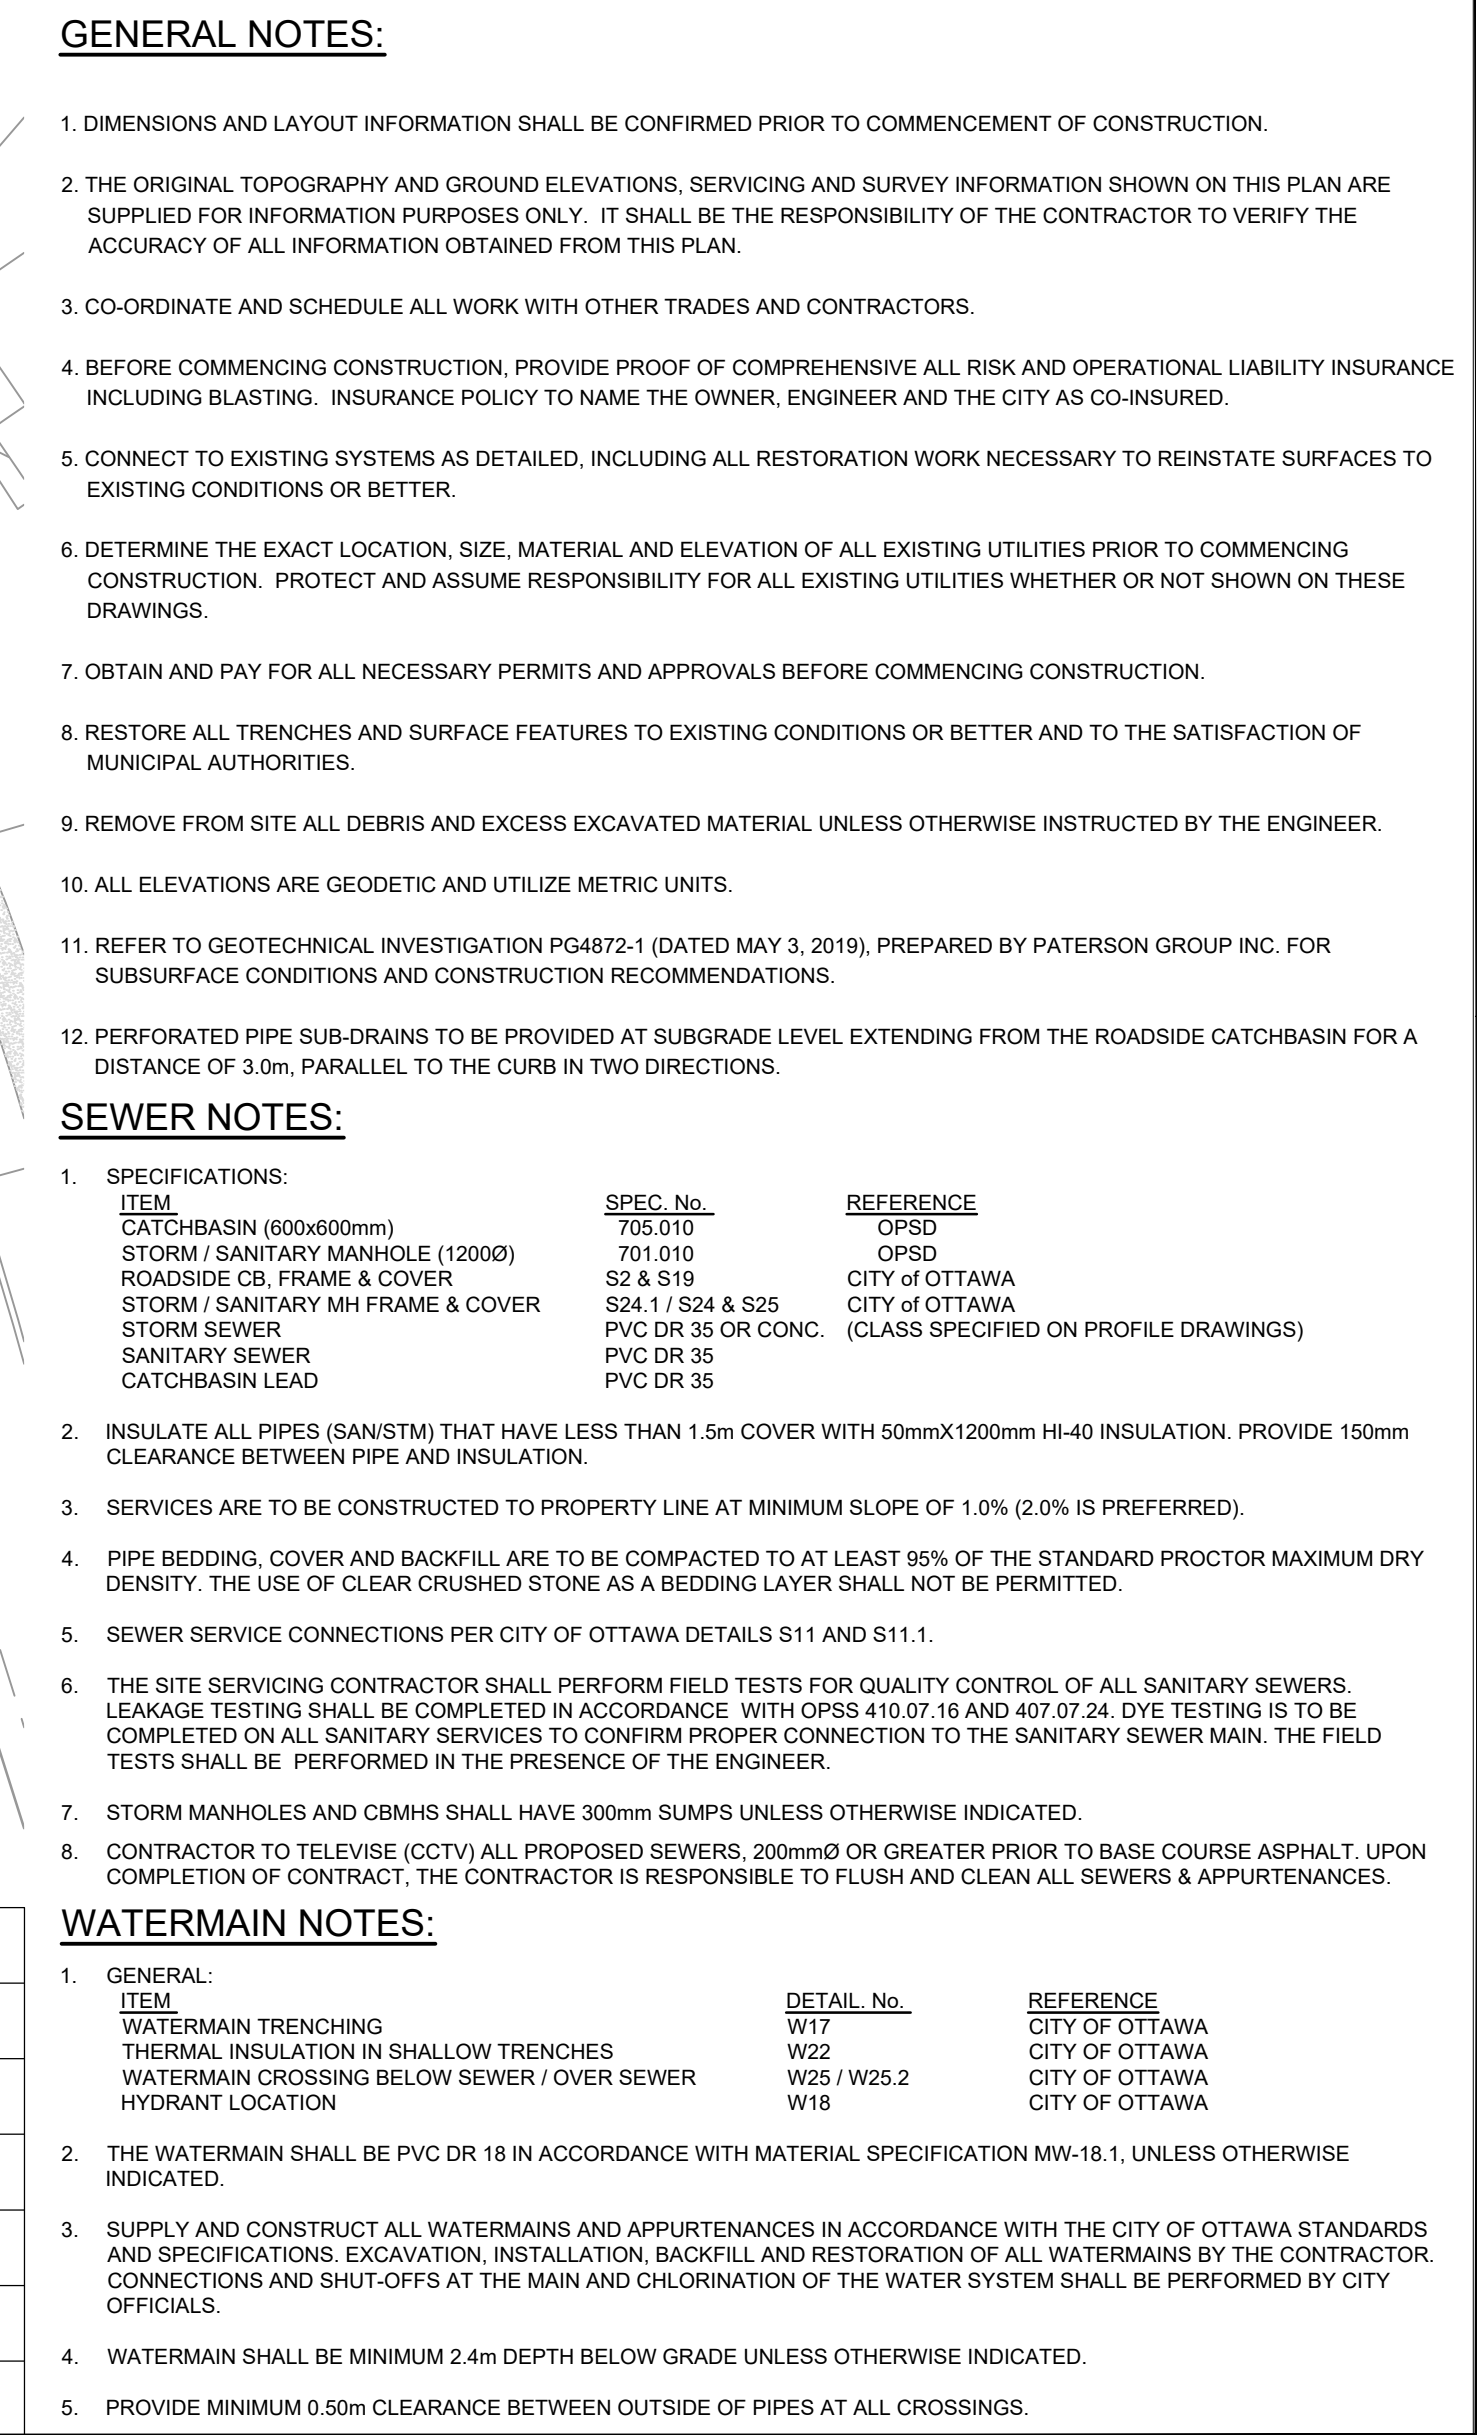 GENERAL NOTES:
1. DIMENSIONS AND LAYOUT INFORMATION SHALL BE CONFIRMED PRIOR TO COMMENCEMENT OF CONSTRUCTION.
2. THE ORIGINAL TOPOGRAPHY AND GROUND ELEVATIONS, SERVICING AND SURVEY INFORMATION SHOWN ON THIS PLAN ARE
SUPPLIED FOR INFORMATION PURPOSES ONLY. IT SHALL BE THE RESPONSIBILITY OF THE CONTRACTOR TO VERIFY THE
ACCURACY OF ALL INFORMATION OBTAINED FROM THIS PLAN.
3. CO-ORDINATE AND SCHEDULE ALL WORK WITH OTHER TRADES AND CONTRACTORS.
4. BEFORE COMMENCING CONSTRUCTION, PROVIDE PROOF OF COMPREHENSIVE ALL RISK AND OPERATIONAL LIABILITY INSURANCE
INCLUDING BLASTING. INSURANCE POLICY TO NAME THE OWNER, ENGINEER AND THE CITY AS CO-INSURED.
5. CONNECT TO EXISTING SYSTEMS AS DETAILED, INCLUDING ALL RESTORATION WORK NECESSARY TO REINSTATE SURFACES TO
EXISTING CONDITIONS OR BETTER.
6. DETERMINE THE EXACT LOCATION, SIZE, MATERIAL AND ELEVATION OF ALL EXISTING UTILITIES PRIOR TO COMMENCING
CONSTRUCTION. PROTECT AND ASSUME RESPONSIBILITY FOR ALL EXISTING UTILITIES WHETHER OR NOT SHOWN ON THESE
DRAWINGS.
7. OBTAIN AND PAY FOR ALL NECESSARY PERMITS AND APPROVALS BEFORE COMMENCING CONSTRUCTION.
8. RESTORE ALL TRENCHES AND SURFACE FEATURES TO EXISTING CONDITIONS OR BETTER AND TO THE SATISFACTION OF
MUNICIPAL AUTHORITIES.
9. REMOVE FROM SITE ALL DEBRIS AND EXCESS EXCAVATED MATERIAL UNLESS OTHERWISE INSTRUCTED BY THE ENGINEER.
10. ALL ELEVATIONS ARE GEODETIC AND UTILIZE METRIC UNITS.
11. REFER TO GEOTECHNICAL INVESTIGATION PG4872-1 (DATED MAY 3, 2019), PREPARED BY PATERSON GROUP INC. FOR
SUBSURFACE CONDITIONS AND CONSTRUCTION RECOMMENDATIONS.
12. PERFORATED PIPE SUB-DRAINS TO BE PROVIDED AT SUBGRADE LEVEL EXTENDING FROM THE ROADSIDE CATCHBASIN FOR A
DISTANCE OF 3.0m, PARALLEL TO THE CURB IN TWO DIRECTIONS.
SEWER NOTES:
1. SPECIFICATIONS:
ITEM SPEC. No. REFERENCE
CATCHBASIN (600x600mm) 705.010 OPSD
STORM / SANITARY MANHOLE (1200Ø) 701.010 OPSD
ROADSIDE CB, FRAME & COVER S2 & S19 CITY of OTTAWA
STORM / SANITARY MH FRAME & COVER S24.1 / S24 & S25 CITY of OTTAWA
STORM SEWER PVC DR 35 OR CONC. (CLASS SPECIFIED ON PROFILE DRAWINGS)
SANITARY SEWER PVC DR 35
CATCHBASIN LEAD PVC DR 35
2. INSULATE ALL PIPES (SAN/STM) THAT HAVE LESS THAN 1.5m COVER WITH 50mmX1200mm HI-40 INSULATION. PROVIDE 150mm
CLEARANCE BETWEEN PIPE AND INSULATION.
3. SERVICES ARE TO BE CONSTRUCTED TO PROPERTY LINE AT MINIMUM SLOPE OF 1.0% (2.0% IS PREFERRED).
4. PIPE BEDDING, COVER AND BACKFILL ARE TO BE COMPACTED TO AT LEAST 95% OF THE STANDARD PROCTOR MAXIMUM DRY
DENSITY. THE USE OF CLEAR CRUSHED STONE AS A BEDDING LAYER SHALL NOT BE PERMITTED.
5. SEWER SERVICE CONNECTIONS PER CITY OF OTTAWA DETAILS S11 AND S11.1.
6. THE SITE SERVICING CONTRACTOR SHALL PERFORM FIELD TESTS FOR QUALITY CONTROL OF ALL SANITARY SEWERS.
LEAKAGE TESTING SHALL BE COMPLETED IN ACCORDANCE WITH OPSS 410.07.16 AND 407.07.24. DYE TESTING IS TO BE
COMPLETED ON ALL SANITARY SERVICES TO CONFIRM PROPER CONNECTION TO THE SANITARY SEWER MAIN. THE FIELD
TESTS SHALL BE PERFORMED IN THE PRESENCE OF THE ENGINEER.
7. STORM MANHOLES AND CBMHS SHALL HAVE 300mm SUMPS UNLESS OTHERWISE INDICATED.
8. CONTRACTOR TO TELEVISE (CCTV) ALL PROPOSED SEWERS, 200mmØ OR GREATER PRIOR TO BASE COURSE ASPHALT. UPON
COMPLETION OF CONTRACT, THE CONTRACTOR IS RESPONSIBLE TO FLUSH AND CLEAN ALL SEWERS & APPURTENANCES.
WATERMAIN NOTES:
1. GENERAL:
ITEM DETAIL. No. REFERENCE
WATERMAIN TRENCHING W17 CITY OF OTTAWA
THERMAL INSULATION IN SHALLOW TRENCHES W22 CITY OF OTTAWA
WATERMAIN CROSSING BELOW SEWER / OVER SEWER W25 / W25.2 CITY OF OTTAWA
HYDRANT LOCATION W18 CITY OF OTTAWA
2. THE WATERMAIN SHALL BE PVC DR 18 IN ACCORDANCE WITH MATERIAL SPECIFICATION MW-18.1, UNLESS OTHERWISE
INDICATED.
3. SUPPLY AND CONSTRUCT ALL WATERMAINS AND APPURTENANCES IN ACCORDANCE WITH THE CITY OF OTTAWA STANDARDS
AND SPECIFICATIONS. EXCAVATION, INSTALLATION, BACKFILL AND RESTORATION OF ALL WATERMAINS BY THE CONTRACTOR.
CONNECTIONS AND SHUT-OFFS AT THE MAIN AND CHLORINATION OF THE WATER SYSTEM SHALL BE PERFORMED BY CITY
OFFICIALS.
4. WATERMAIN SHALL BE MINIMUM 2.4m DEPTH BELOW GRADE UNLESS OTHERWISE INDICATED.
5. PROVIDE MINIMUM 0.50m CLEARANCE BETWEEN OUTSIDE OF PIPES AT ALL CROSSINGS.